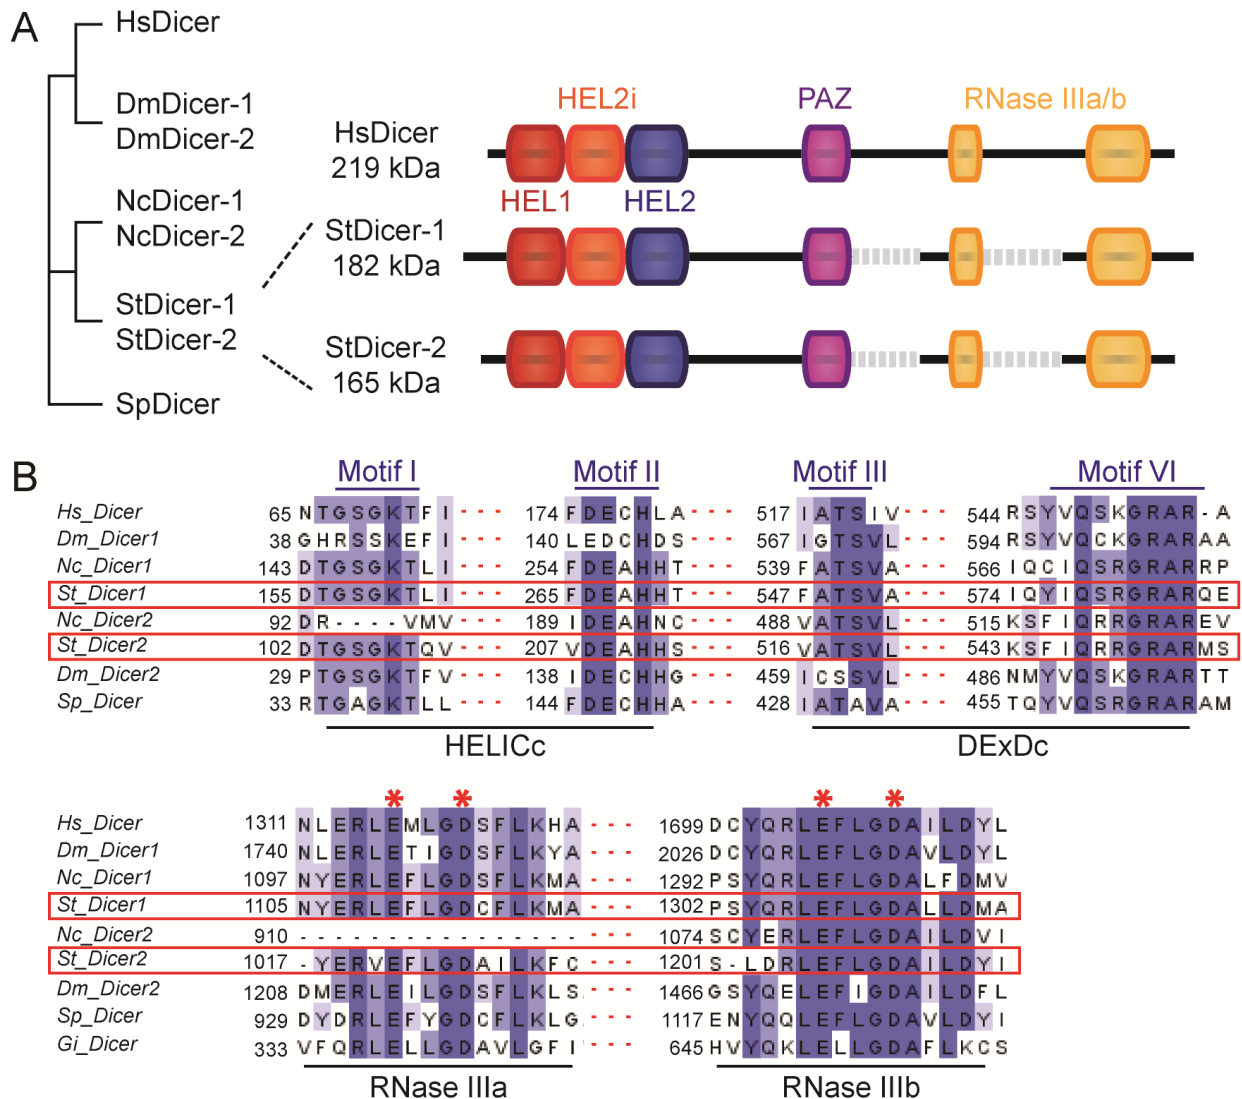 A
HsDicer
DmDicer-1
DmDicer-2
NcDicer-1
NcDicer-2
StDicer-1
StDicer-2
SpDicer
HEL2i PAZ RNase IIIa/b
HsDicer
219 kDa
HEL1 HEL2
StDicer-1
182 kDa
StDicer-2
165 kDa
B
Motif I Motif II Motif III Motif VI
Hs_Dicer 65 NTGSGKTFI --- 174 FDECHLA --- 517 IATSIV --- 544 RSYVQSKGRAR-A
Dm_Dicer1 38 GHRSSKEFI --- 140 LEDCHDS --- 567 IGTSVL --- 594 RSYVQCKGRARAA
Nc_Dicer1 143 DTGSGKTLI --- 254 FDEAHHT --- 539 FATSVA --- 566 IQCIQSRGRARRP
St_Dicer1 155 DTGSGKTLI --- 265 FDEAHHT --- 547 FATSVA --- 574 IQYIQSRGRARQE
Nc_Dicer2 92 DR----VMV --- 189 IDEAHNC --- 488 VATSVA --- 515 KSFIQRRGRAREV
St_Dicer2 102 DTGSGKTQV --- 207 VDEAHHS --- 516 VATSVL --- 543 KSFIQRRGRARMS
Dm_Dicer2 29 PTGSGKTFV --- 138 IDECHHG --- 459 ICSSVL --- 486 NMYVQSKGRARTT
Sp_Dicer 33 RTGAGKTLL --- 144 FDECHHA --- 428 IATAVA --- 455 TQYVQSRGRARAM
HELICc DExDc
* * * *
Hs_Dicer 1311 NLERLEMLGDSFLKHA --- 1699 DCYQRLEFLGDAILDYL
Dm_Dicer1 1740 NLERLETIGDSFLKYA --- 2026 DCYQRLEFLGDAVLDYL
Nc_Dicer1 1097 NYERLEFLGDSFLKMA --- 1292 PSYQRLEFLGDALFDMV
St_Dicer1 1105 NYERLEFLGDCFLKMA --- 1302 PSYQRLEFLGDALLDMA
Nc_Dicer2 910 ---------------- --- 1074 SCYERLEFLGDAILDVI
St_Dicer2 1017 -YERVEFLGDAILKFC --- 1201 S-LDRLEFLGDAILDYI
Dm_Dicer2 1208 DMERLEILGDSFLKLS --- 1466 GSYQELEFIGDAILDFL
Sp_Dicer 929 DYDRLEFYGDCFLKLG --- 1117 ENYQQLEFLGDAVLDYI
Gi_Dicer 333 VFQRLELLGDAVLGFI --- 645 HVYQKLELLGDAFLKCS
RNase IIIa RNase IIIb